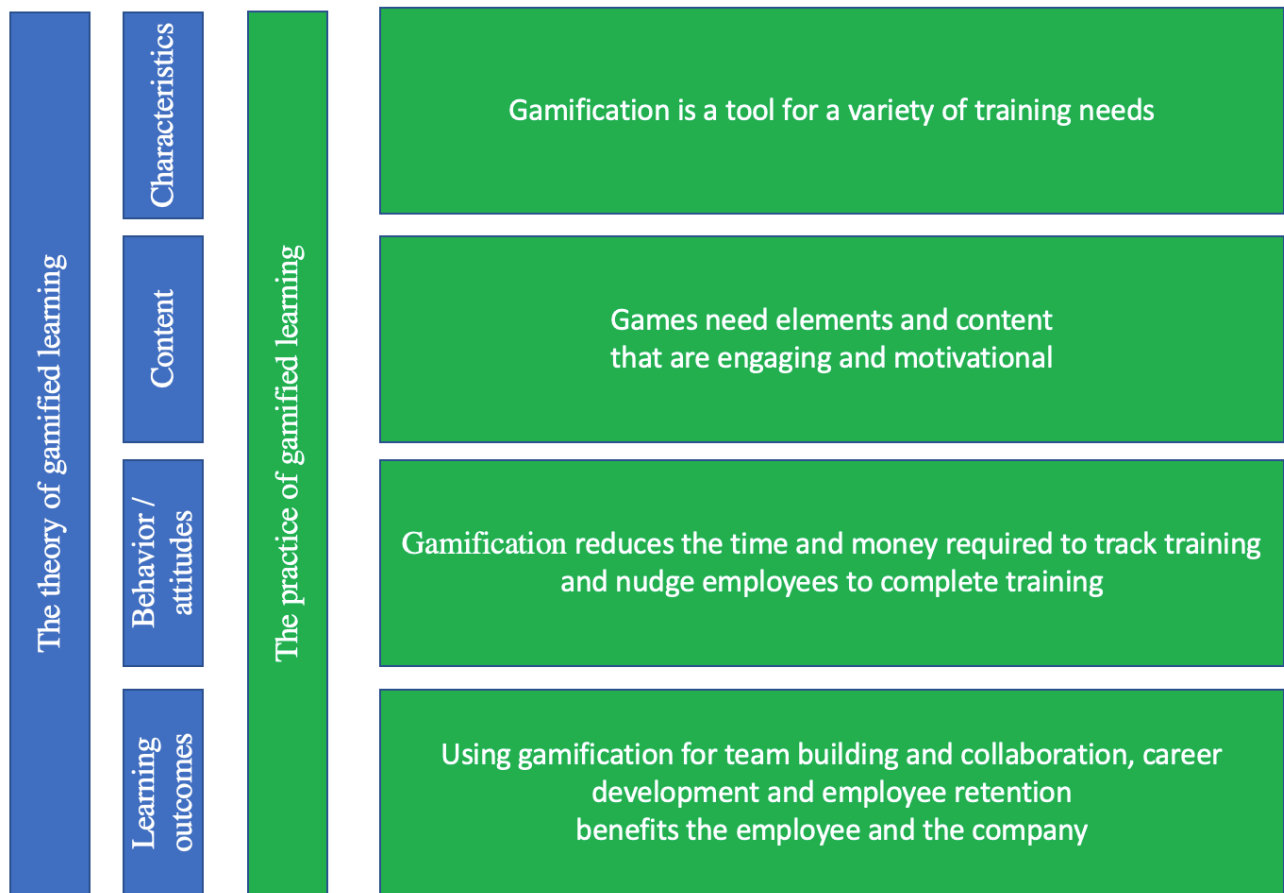 The theory of gamified learning
Characteristics
Content
Behavior /
attitudes
Learning
outcomes
The practice of gamified learning
Gamification is a tool for a variety of training needs
Games need elements and content
that are engaging and motivational
Gamification reduces the time and money required to track training
and nudge employees to complete training
Using gamification for team building and collaboration, career
development and employee retention
benefits the employee and the company